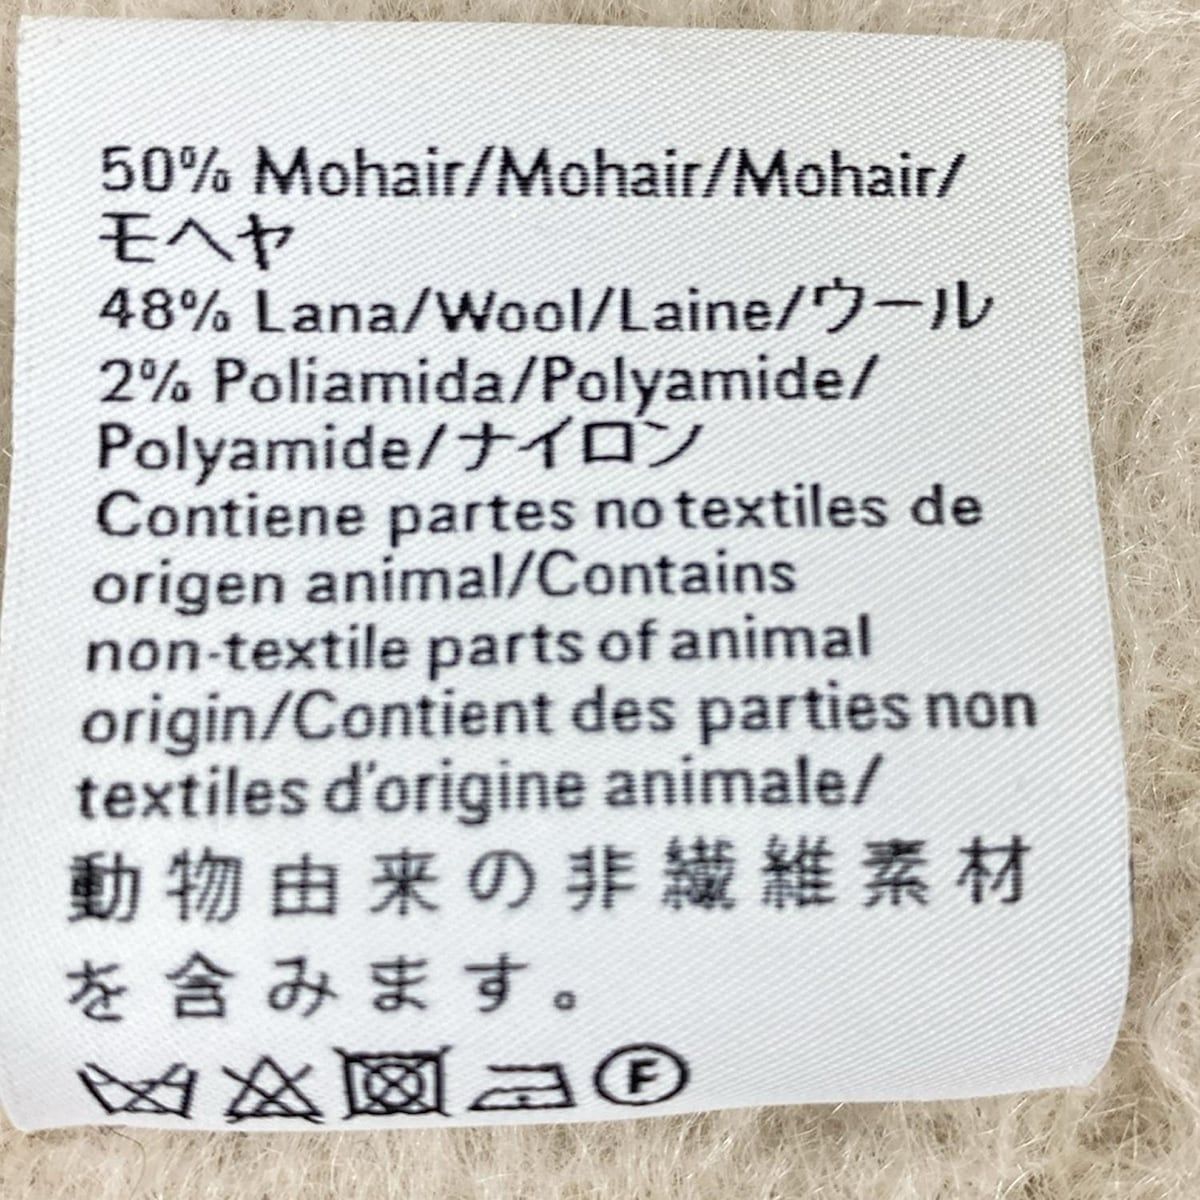 50% Mohair/Mohair/Mohair/
モヘヤ
48% Lana/Wool/Laine/ウール
2% Poliamida/Polyamide/
Polyamide/ナイロン
Contiene partes no textiles de
origen animal/Contains
non-textile parts of animal
origin/Contient des parties non
textiles d'origine animale/
動物由来の非繊維素材
を含みます。
F